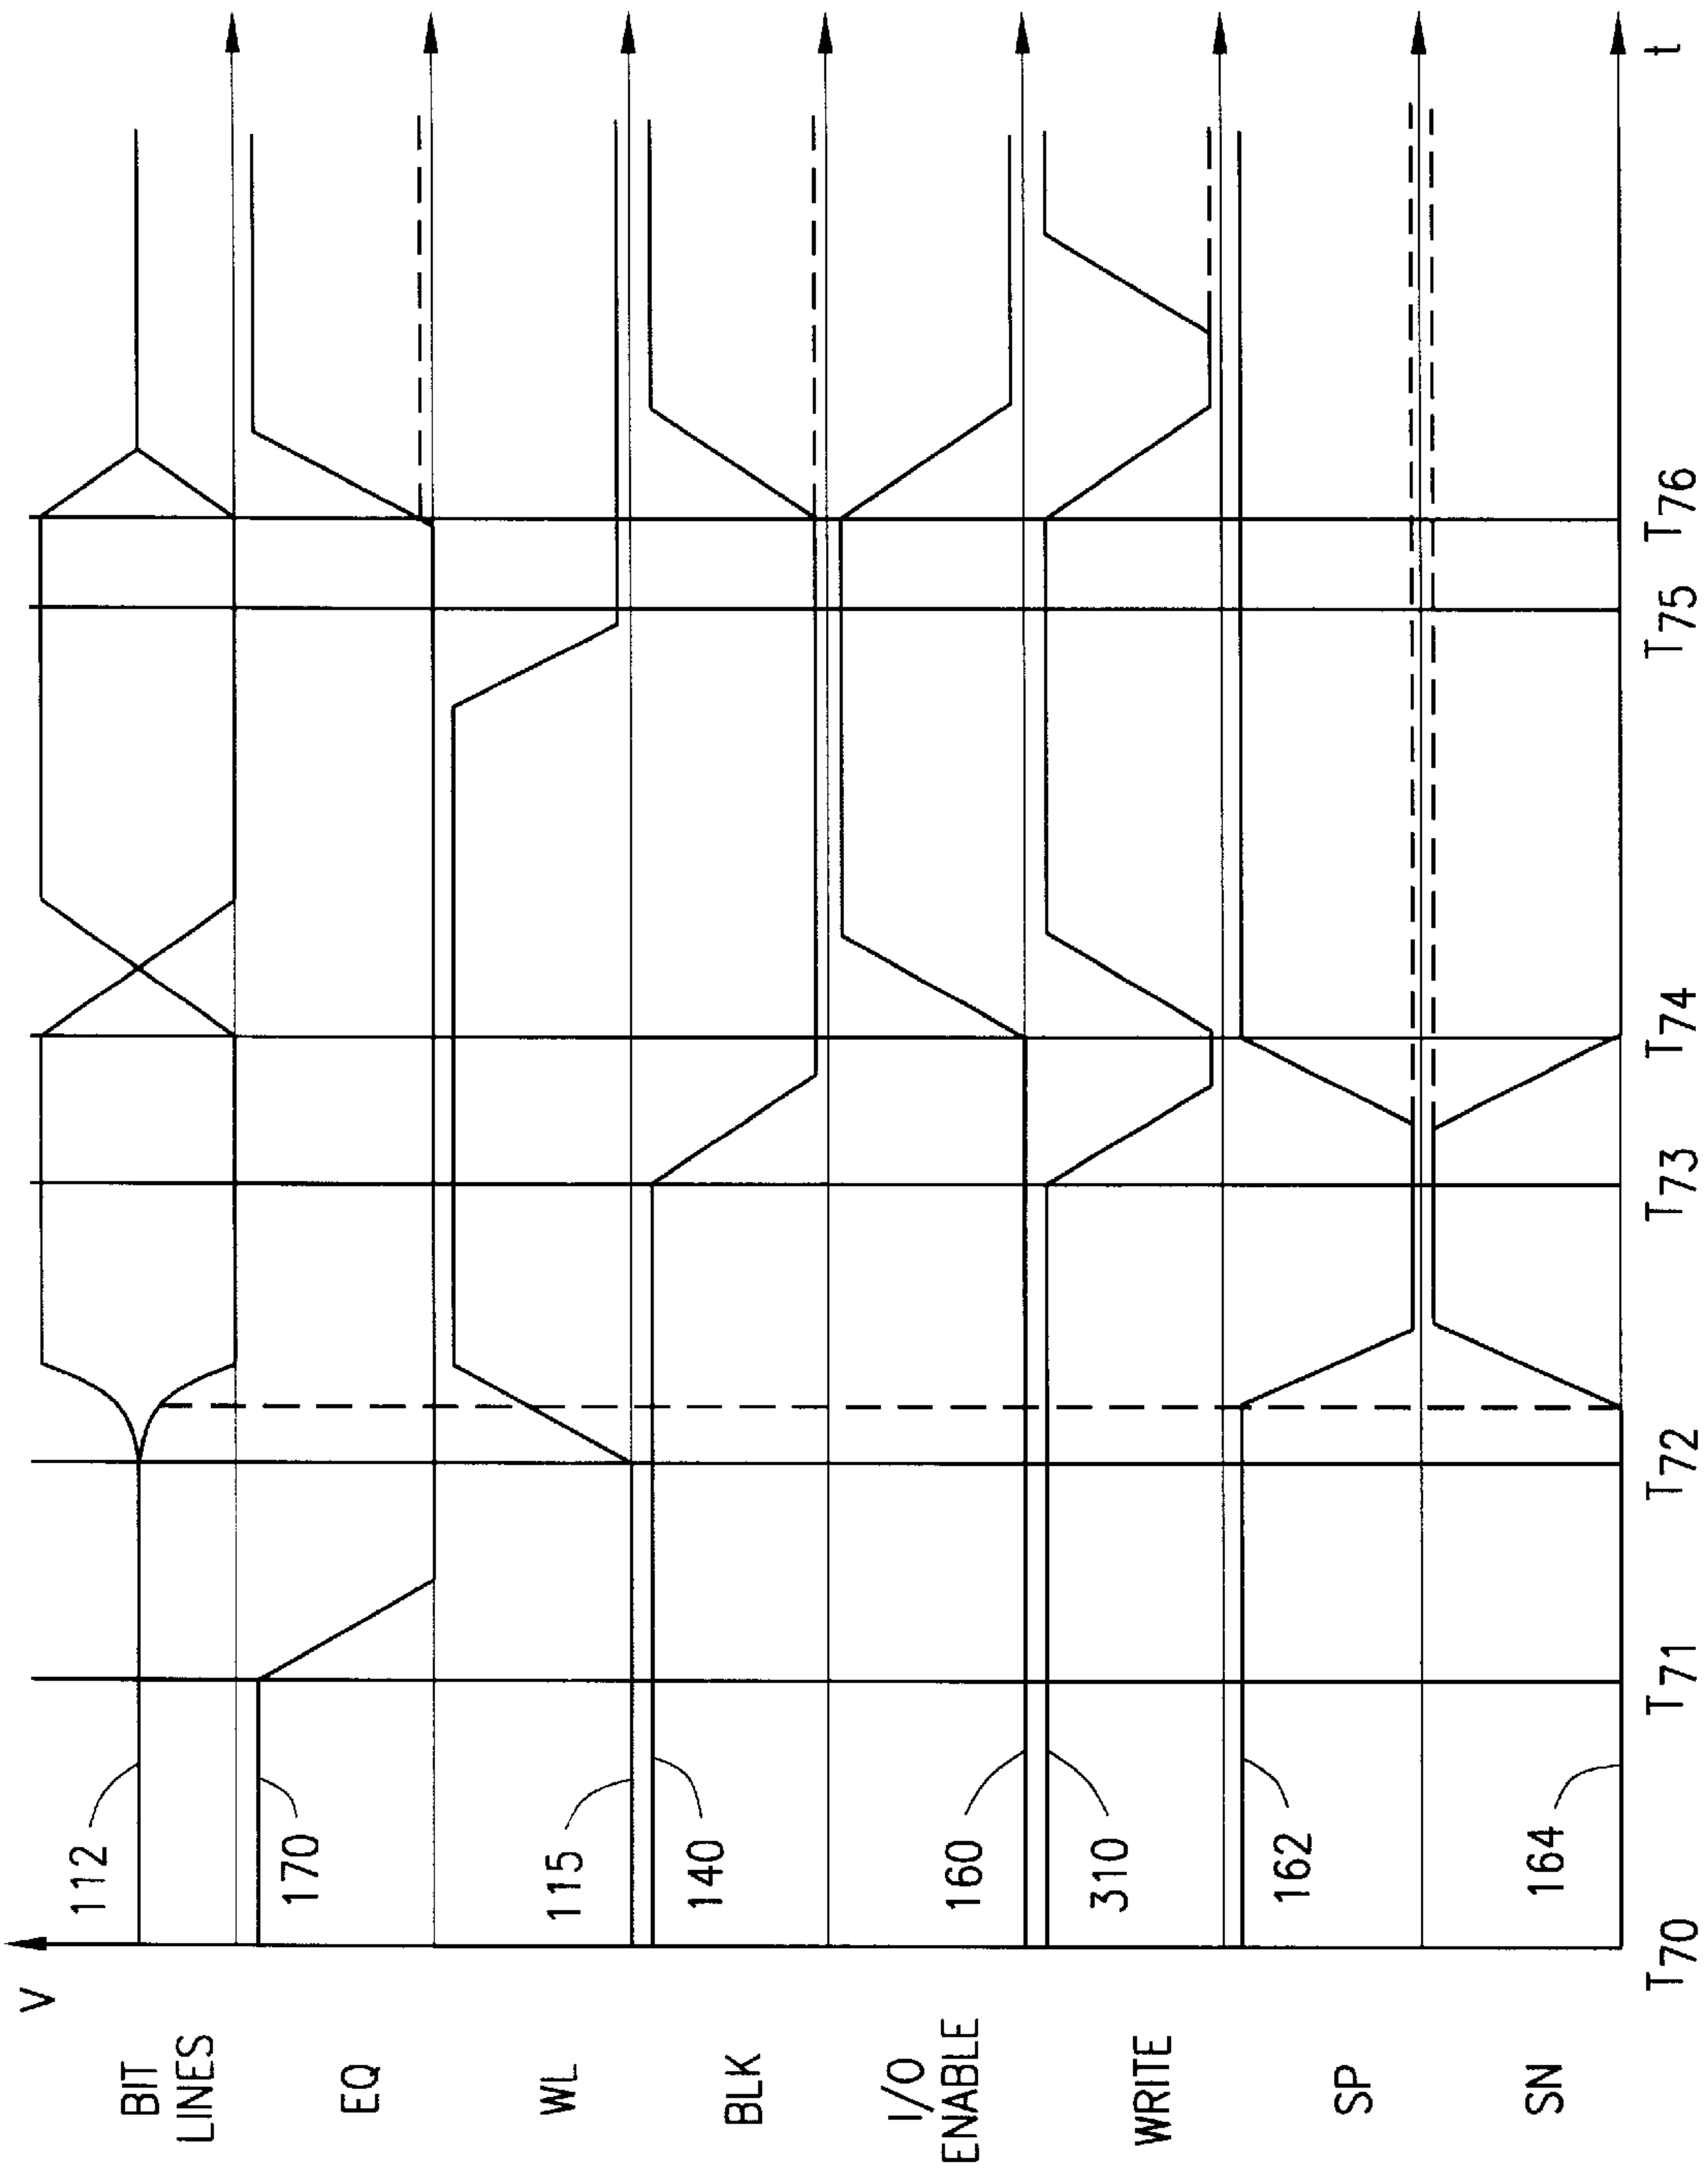 V
BIT
LINES
112
EQ
170
WL
115
BLK
140
I/O
ENABLE
160
WRITE
310
SP
162
SN
164
T70 T71 T72 T73 T74 T75 T76 t